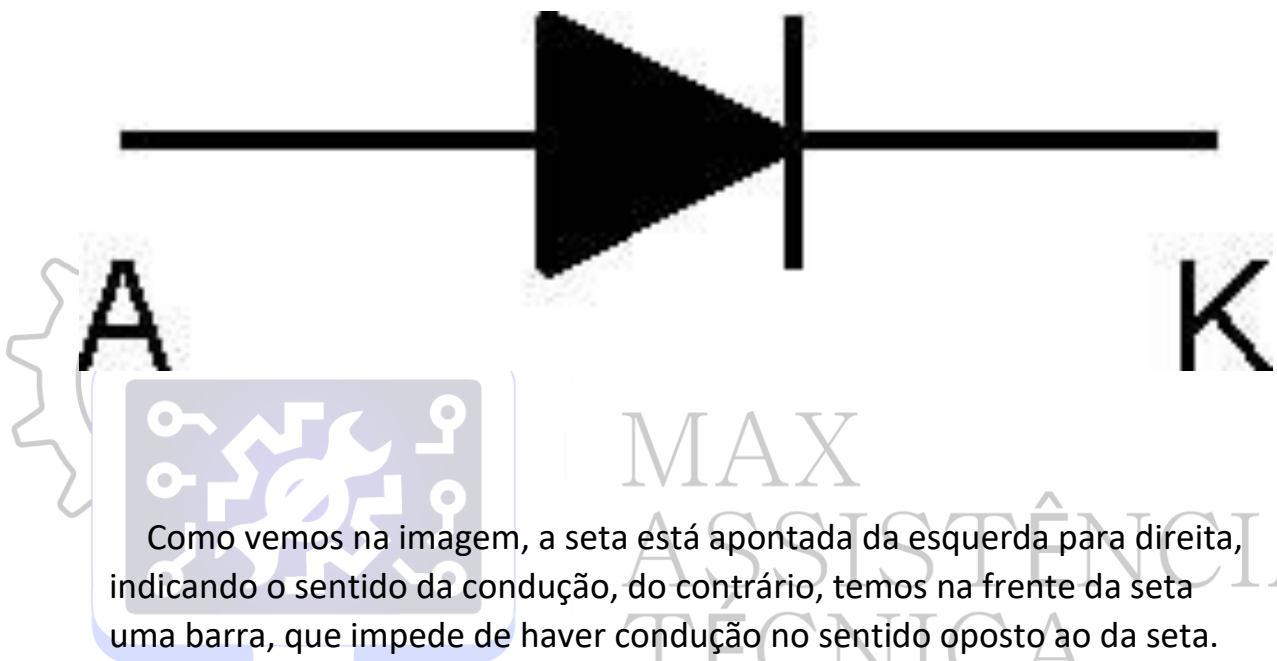 A K
MAX
ASSISTÊNCIA
TÉCNICA
Como vemos na imagem, a seta está apontada da esquerda para direita,
indicando o sentido da condução, do contrário, temos na frente da seta
uma barra, que impede de haver condução no sentido oposto ao da seta.